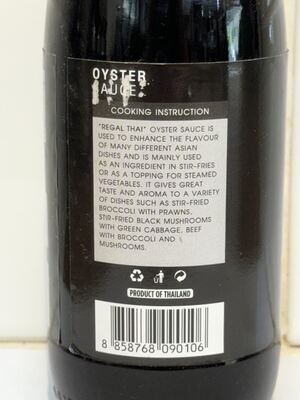 OYSTER
SAUCE
COOKING INSTRUCTION
"REGAL THAI" OYSTER SAUCE IS
USED TO ENHANCE THE FLAVOUR
OF MANY DIFFERENT ASIAN
DISHES AND IS MAINLY USED
AS AN INGREDIENT IN STIR-FRIES
OR AS A TOPPING FOR STEAMED
VEGETABLES. IT GIVES GREAT
TASTE AND AROMA TO A VARIETY
OF DISHES SUCH AS STIR-FRIED
BROCCOLI WITH PRAWNS,
STIR-FRIED BLACK MUSHROOMS
WITH GREEN CABBAGE, BEEF
WITH BROCCOLI AND
MUSHROOMS.
PRODUCT OF THAILAND
8 858768 090106